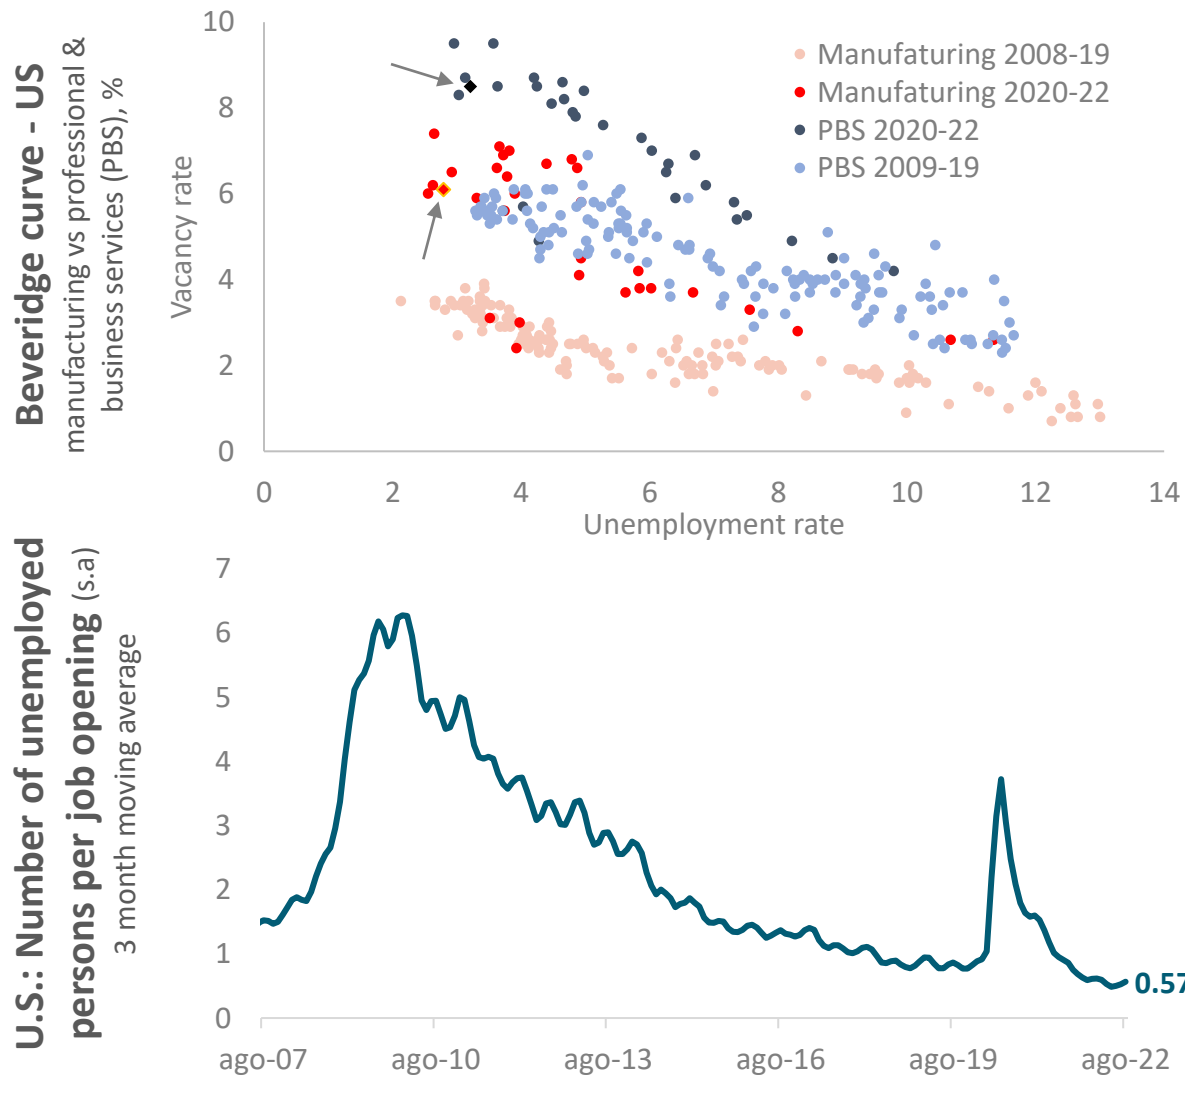 Beveridge curve - US
manufacturing vs professional &
business services (PBS), %
Vacancy rate
10
8
6
4
2
0
Manufaturing 2008-19
Manufaturing 2020-22
PBS 2020-22
PBS 2009-19
0 2 4 6 8 10 12 14
Unemployment rate
U.S.: Number of unemployed
persons per job opening (s.a)
3 month moving average
7
6
5
4
3
2
1
0
0.57
ago-07 ago-10 ago-13 ago-16 ago-19 ago-22